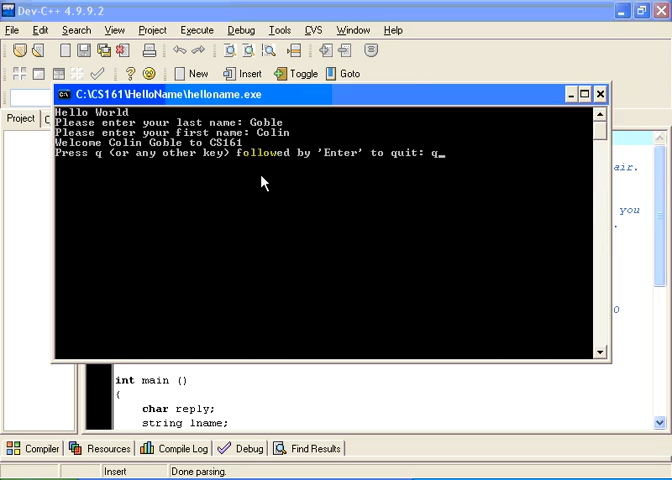 Dev-C++ 4.9.9.2
File Edit Search View Project Execute Debug Tools CVS Window Help
New Insert Toggle Goto
C:\CS161\HelloName\helloname.exe
Project
Hello World
Please enter your last name: Goble
Please enter your first name: Colin
Welcome Colin Goble to CS161
Press q (or any other key) followed by 'Enter' to quit: q_
air.
you
.
int main ()
{
char reply;
string lname;
Compiler Resources Compile Log Debug Find Results
Insert Done parsing.